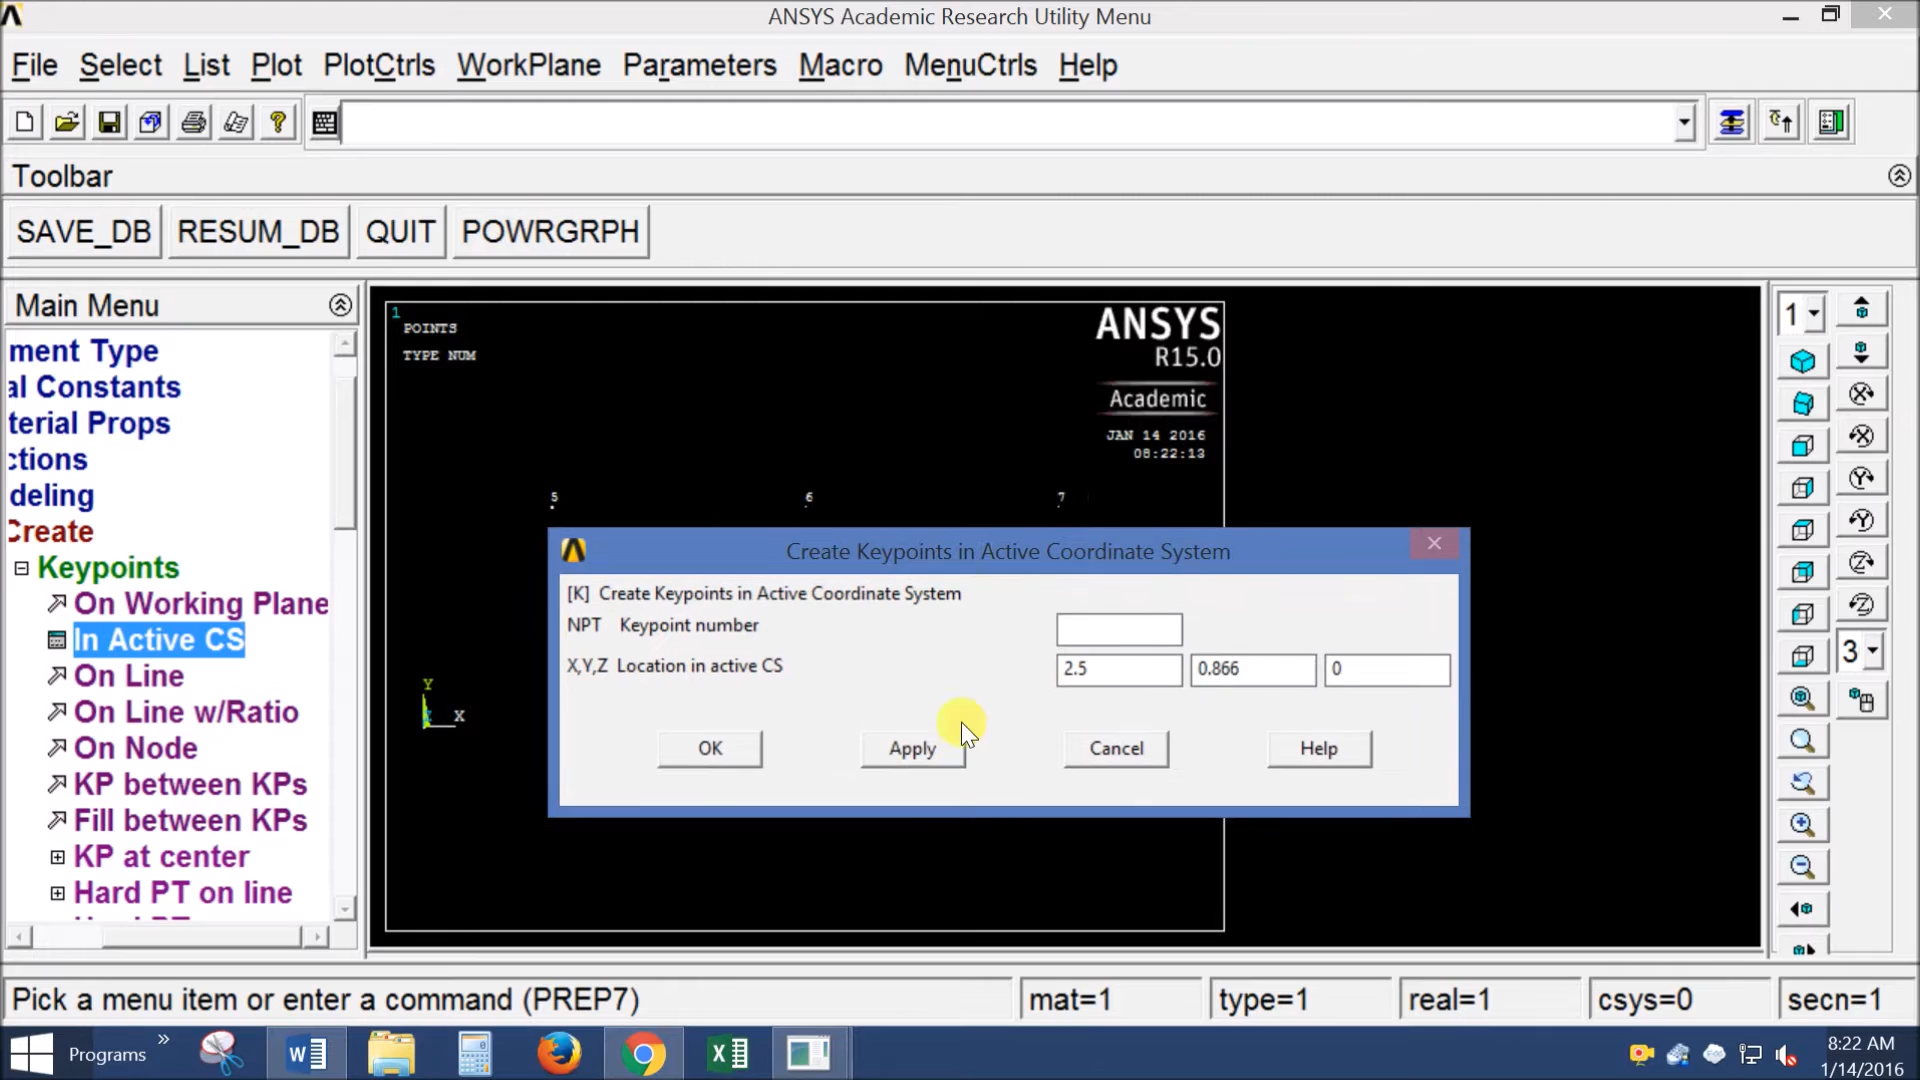 ANSYS Academic Research Utility Menu
File Select List Plot PlotCtrls WorkPlane Parameters Macro MenuCtrls Help
Toolbar
SAVE_DB RESUM_DB QUIT POWRGRPH
Main Menu
ment Type
al Constants
terial Props
ctions
deling
Create
Keypoints
On Working Plane
In Active CS
On Line
On Line w/Ratio
On Node
KP between KPs
Fill between KPs
KP at center
Hard PT on line
1
POINTS
TYPE NUM
ANSYS
R15.0
Academic
JAN 14 2016
08:22:13
5 6 7
Y
X
Create Keypoints in Active Coordinate System
[K] Create Keypoints in Active Coordinate System
NPT Keypoint number
X,Y,Z Location in active CS 2.5 0.866 0
OK Apply Cancel Help
1
3
Pick a menu item or enter a command (PREP7) mat=1 type=1 real=1 csys=0 secn=1
Programs
8:22 AM
1/14/2016